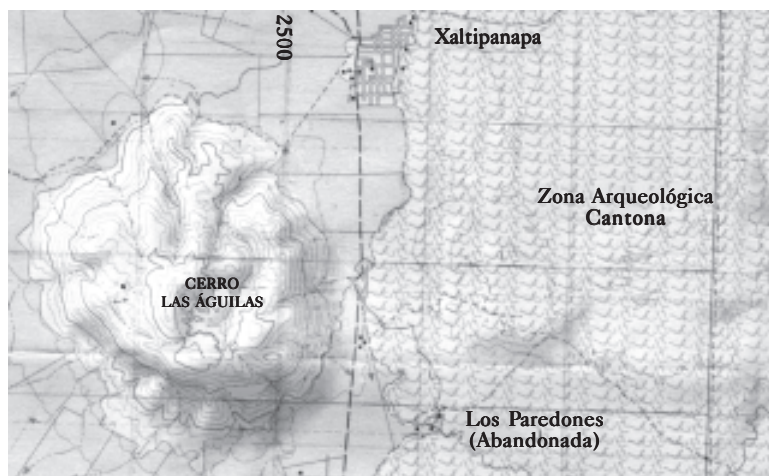 2500
Xaltipanapa
Zona Arqueológica
Cantona
CERRO
LAS ÁGUILAS
Los Paredones
(Abandonada)